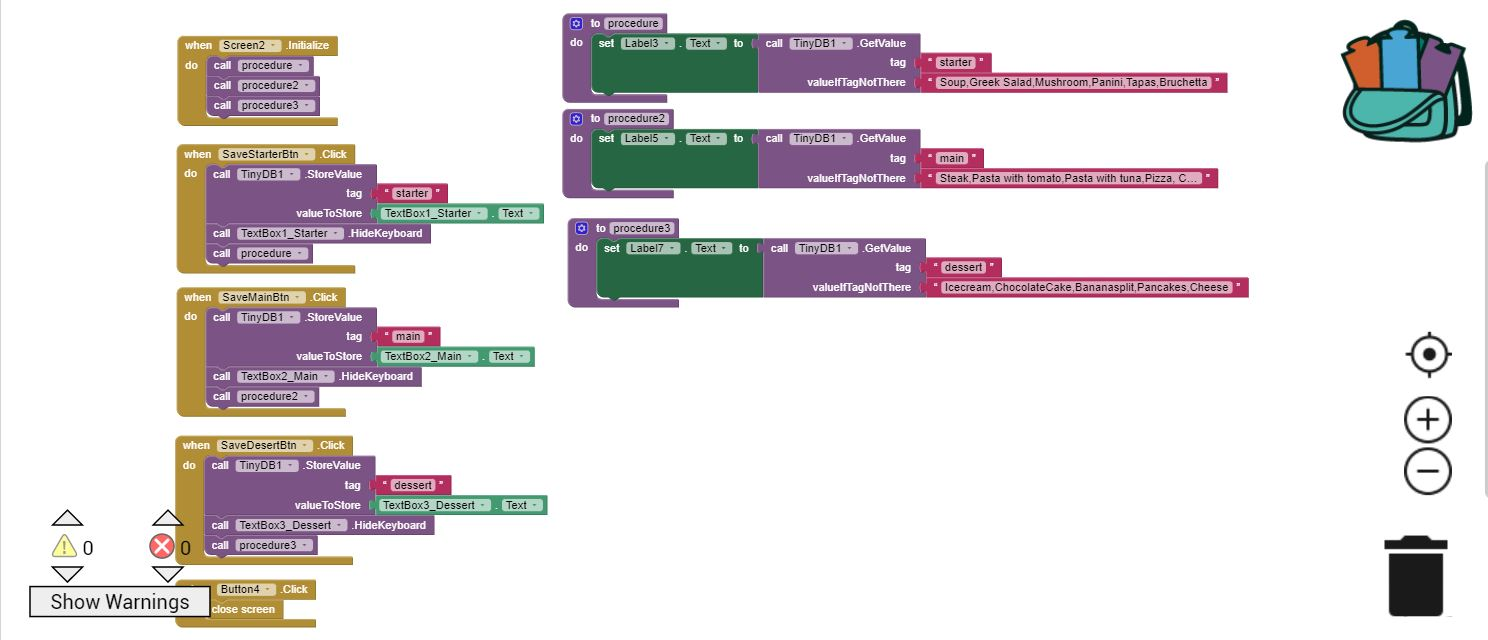 when Screen2 .Initialize
do call procedure
call procedure2
call procedure3
when SaveStarterBtn .Click
do call TinyDB1 .StoreValue
tag " starter "
valueToStore TextBox1_Starter . Text
call TextBox1_Starter .HideKeyboard
call procedure
when SaveMainBtn .Click
do call TinyDB1 .StoreValue
tag " main "
valueToStore TextBox2_Main . Text
call TextBox2_Main .HideKeyboard
call procedure2
when SaveDesertBtn .Click
do call TinyDB1 .StoreValue
tag " dessert "
valueToStore TextBox3_Dessert . Text
call TextBox3_Dessert .HideKeyboard
call procedure3
Button4 .Click
close screen
0 0
Show Warnings
to procedure
do set Label3 . Text to call TinyDB1 .GetValue
tag " starter "
valueIfTagNotThere " Soup,Greek Salad,Mushroom,Panini,Tapas,Bruchetta "
to procedure2
do set Label5 . Text to call TinyDB1 .GetValue
tag " main "
valueIfTagNotThere " Steak,Pasta with tomato,Pasta with tuna,Pizza, C... "
to procedure3
do set Label7 . Text to call TinyDB1 .GetValue
tag " dessert "
valueIfTagNotThere " Icecream,ChocolateCake,Bananasplit,Pancakes,Cheese "